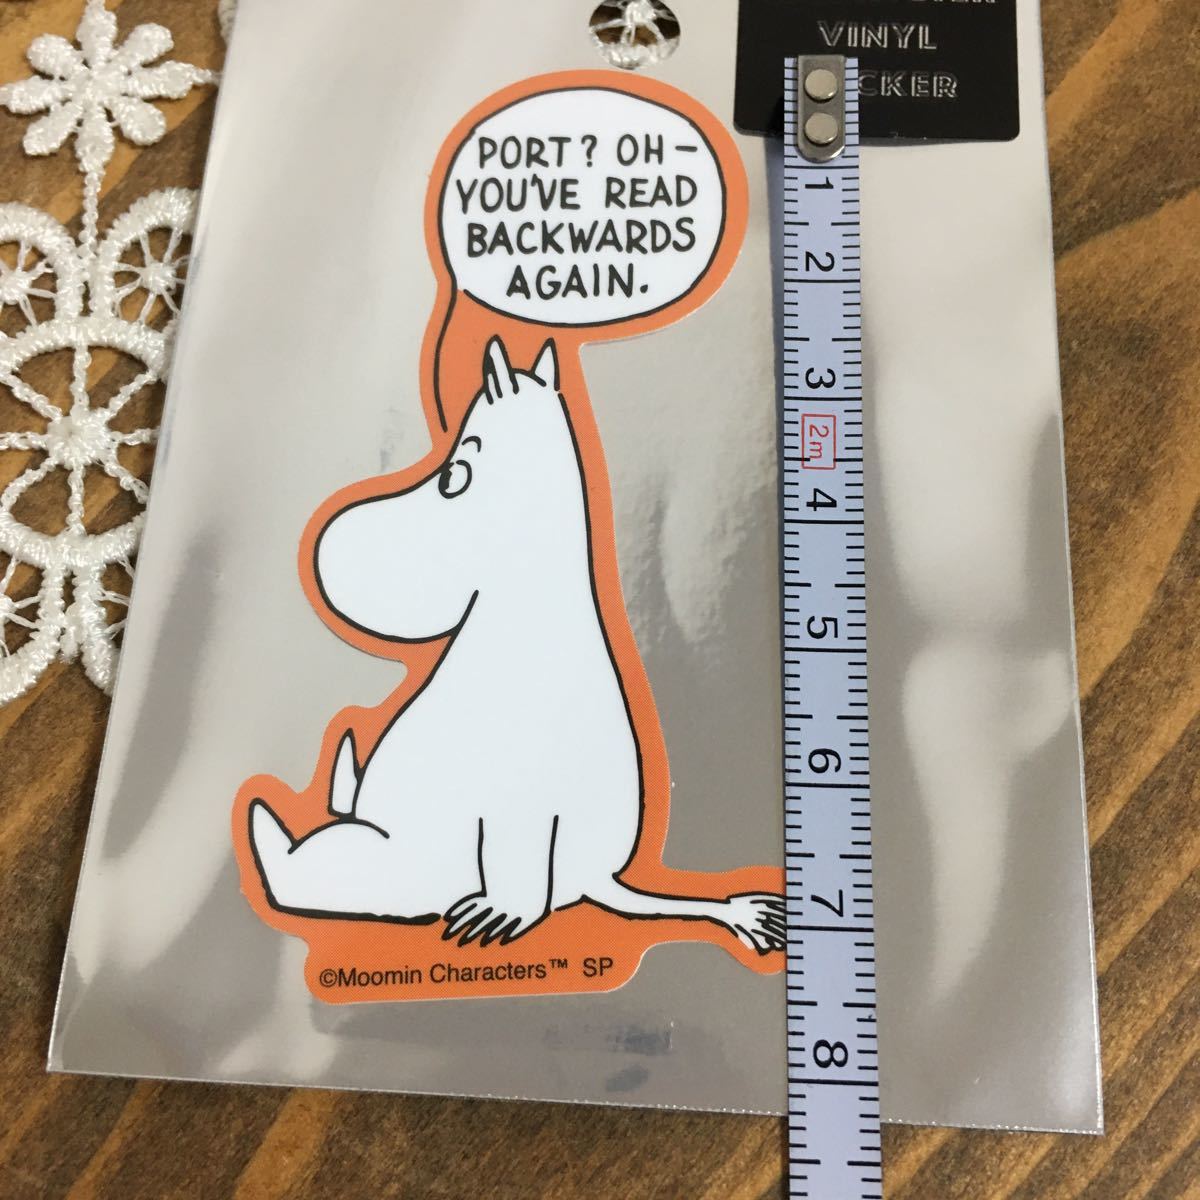 VINYL
PORT? OH-
YOU'VE READ
BACKWARDS
AGAIN.
1
2
3
2m
4
5
6
7
8
©Moomin Characters™ SP